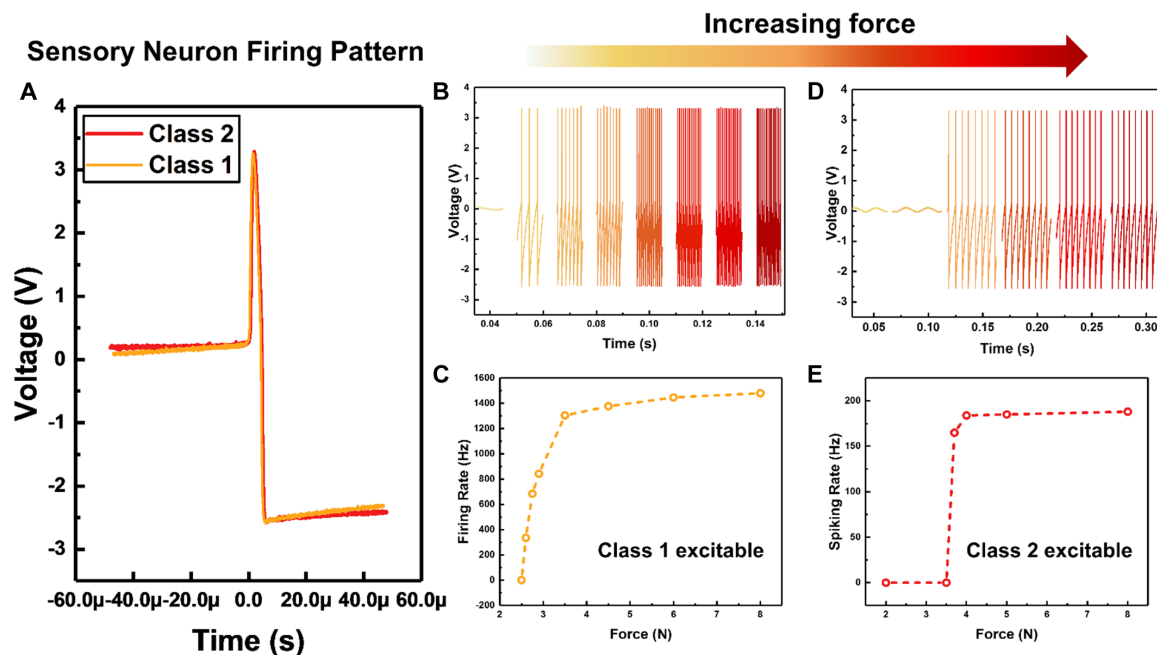 Increasing force
Sensory Neuron Firing Pattern
A
4
3
2
1
0
-1
-2
-3
Voltage (V)
Class 2
Class 1
-60.0μ -40.0μ -20.0μ 0.0 20.0μ 40.0μ 60.0μ
Time (s)
B
4
3
2
1
0
-1
-2
-3
Voltage (V)
0.04 0.06 0.08 0.10 0.12 0.14
Time (s)
C
1600
1400
1200
1000
800
600
400
200
0
-200
Firing Rate (Hz)
Class 1 excitable
2 3 4 5 6 7 8
Force (N)
D
4
3
2
1
0
-1
-2
-3
Voltage (V)
0.05 0.10 0.15 0.20 0.25 0.30
Time (s)
E
200
150
100
50
0
Spiking Rate (Hz)
Class 2 excitable
2 3 4 5 6 7 8
Force (N)